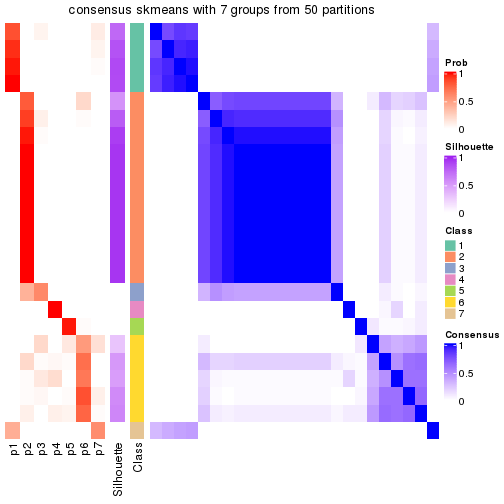 consensus skmeans with 7 groups from 50 partitions
Prob
1
0.5
0
Silhouette
1
0.5
0
Class
1
2
3
4
5
6
7
Consensus
1
0.5
0
p1
p2
p3
p4
p5
p6
p7
Silhouette
Class